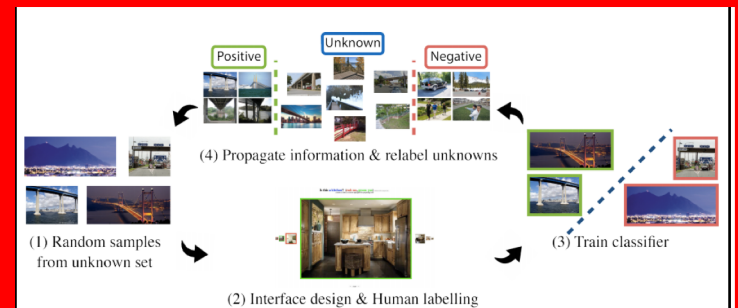 Unknown
Positive
Negative
(4) Propagate information & relabel unknowns
(1) Random samples
from unknown set
(3) Train classifier
(2) Interface design & Human labelling